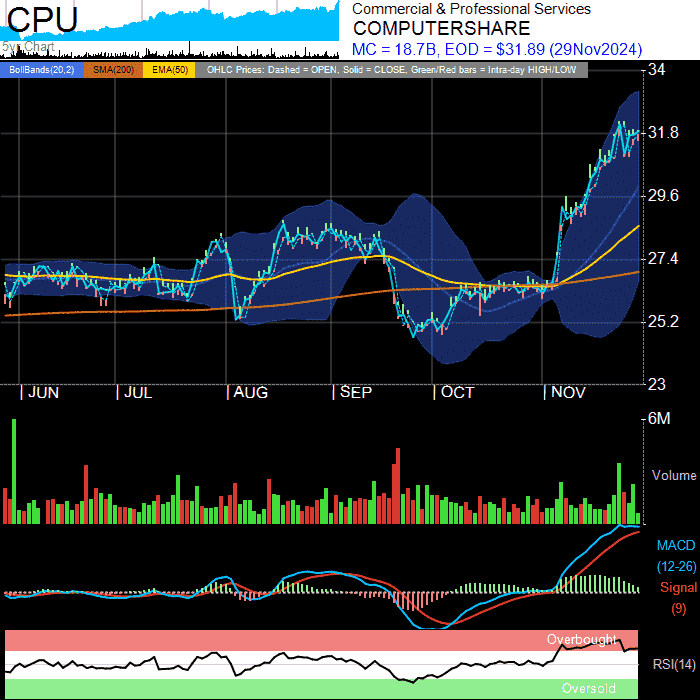 CPU
5yr Chart
Commercial & Professional Services
COMPUTERSHARE
MC = 18.7B, EOD = $31.89 (29Nov2024)
BollBands(20,2) SMA(200) EMA(50) OHLC Prices: Dashed = OPEN, Solid = CLOSE, Green/Red bars = Intra-day HIGH/LOW
34
31.8
29.6
27.4
25.2
23
| JUN | JUL | AUG | SEP | OCT | NOV
6M
Volume
MACD
(12-26)
Signal
(9)
Overbought
RSI(14)
Oversold